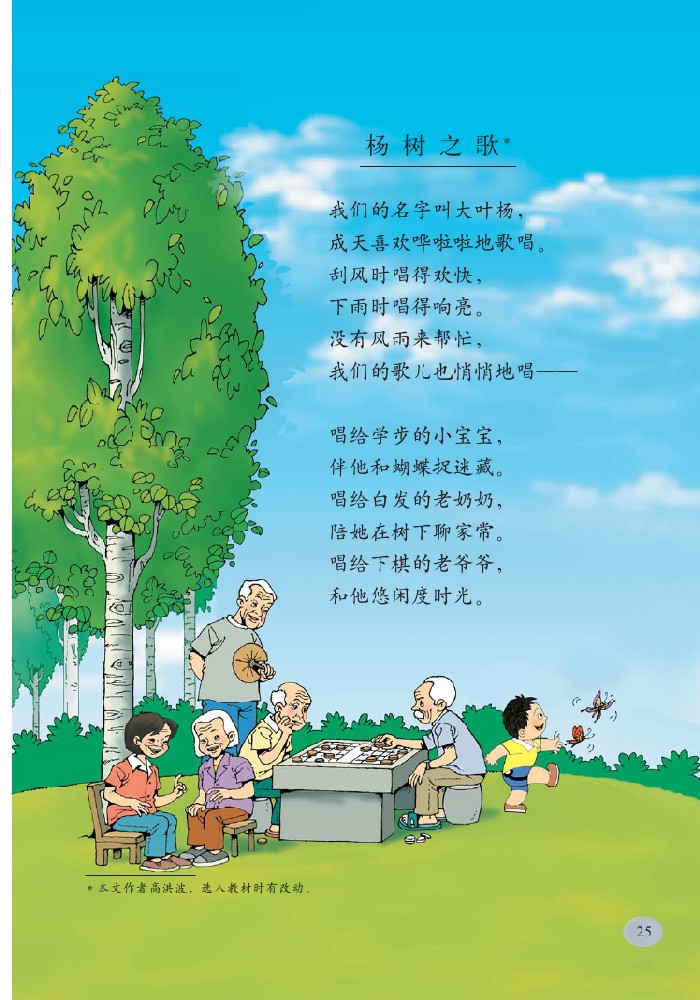 杨树之歌*
我们的名字叫大叶杨，
成天喜欢哗啦啦地歌唱。
刮风时唱得欢快，
下雨时唱得响亮。
没有风雨来帮忙，
我们的歌儿也悄悄地唱——
唱给学步的小宝宝，
伴他和蝴蝶捉迷藏。
唱给白发的老奶奶，
陪她在树下聊家常。
唱给下棋的老爷爷，
和他悠闲度时光。
* 本文作者高洪波，选入教材时有改动。
25